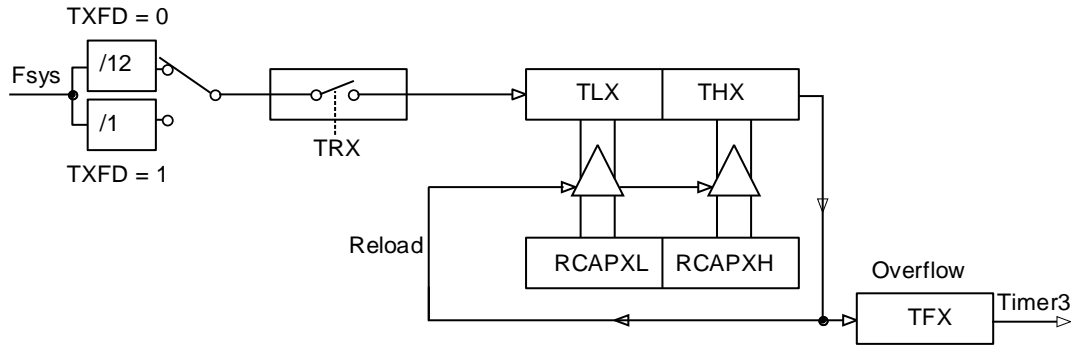 TXFD = 0
Fsys
/12
/1
TXFD = 1
TRX
TLX
THX
Reload
RCAPXL
RCAPXH
Overflow
TFX
Timer3